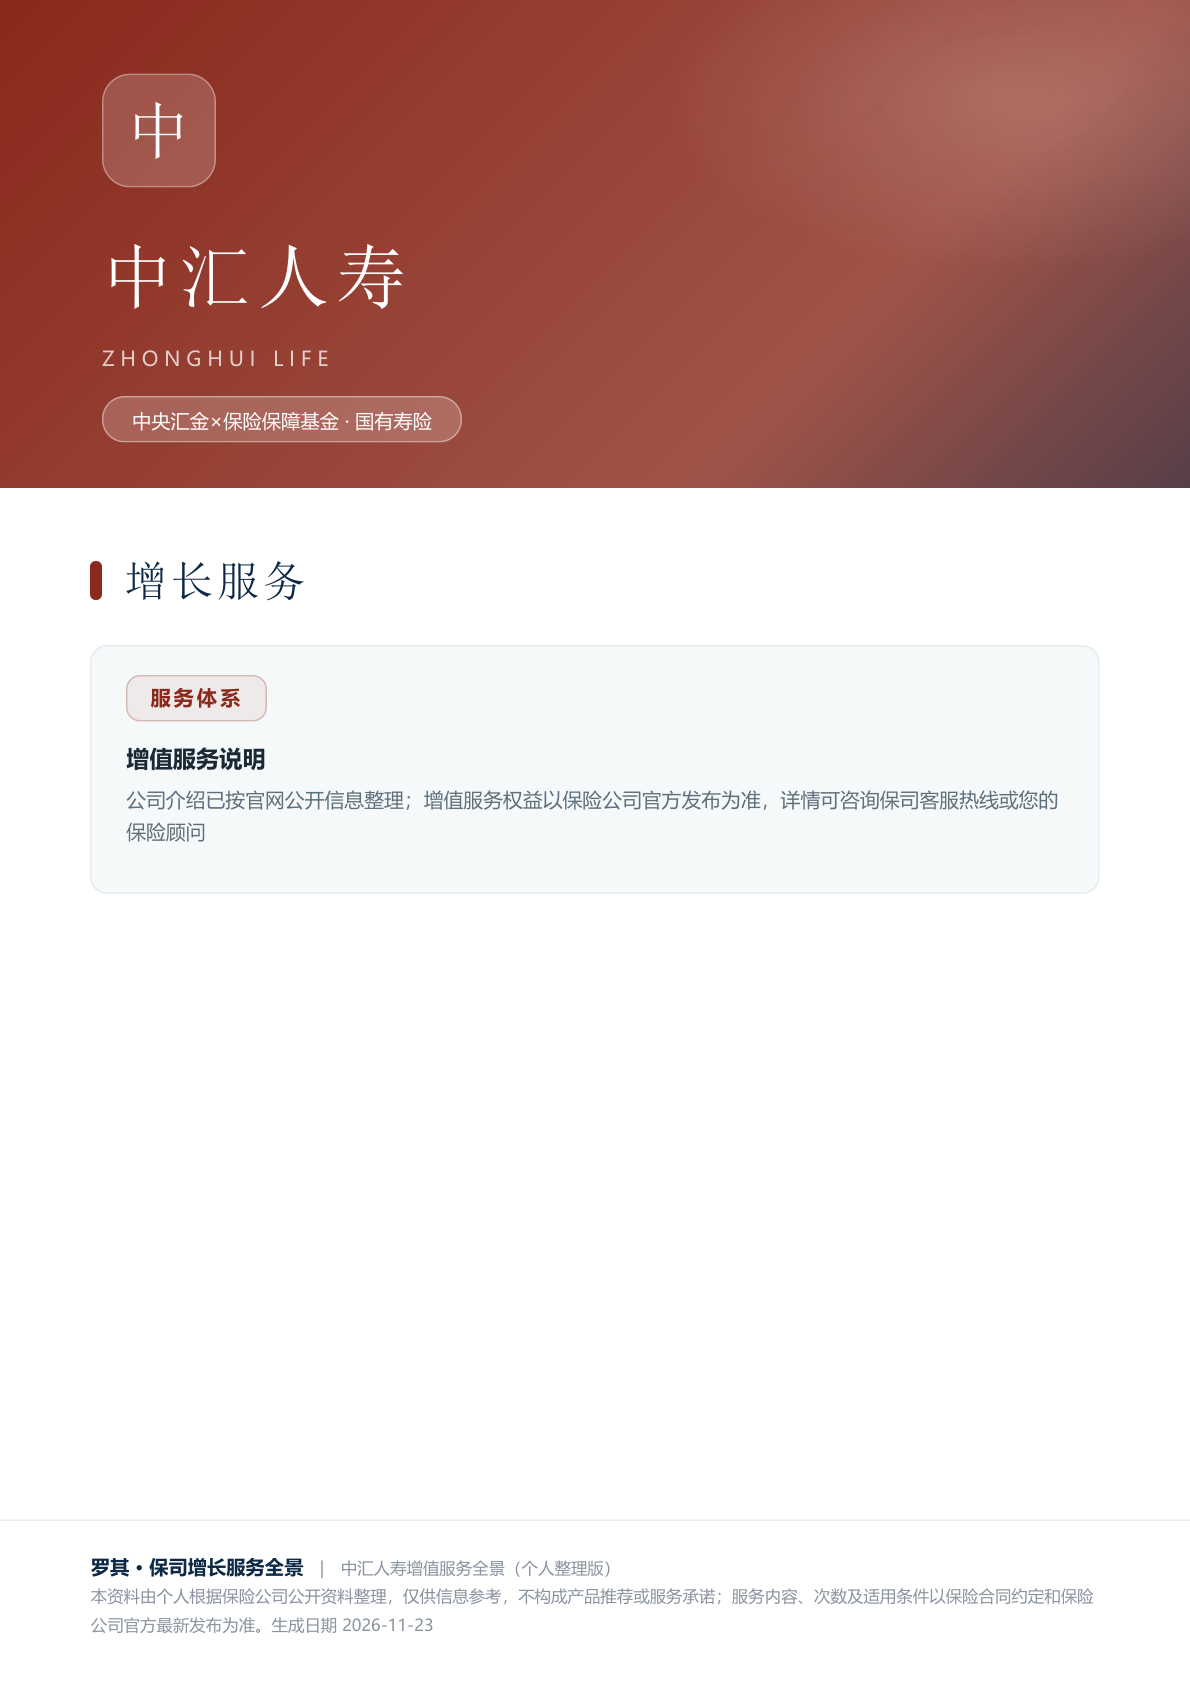 中
中汇人寿
ZHONGHUI LIFE
中央汇金×保险保障基金 · 国有寿险
增长服务
服务体系
增值服务说明
公司介绍已按官网公开信息整理；增值服务权益以保险公司官方发布为准，详情可咨询保司客服热线或您的
保险顾问
罗其 • 保司增长服务全景 | 中汇人寿增值服务全景（个人整理版）
本资料由个人根据保险公司公开资料整理，仅供信息参考，不构成产品推荐或服务承诺；服务内容、次数及适用条件以保险合同约定和保险
公司官方最新发布为准。生成日期 2026-11-23